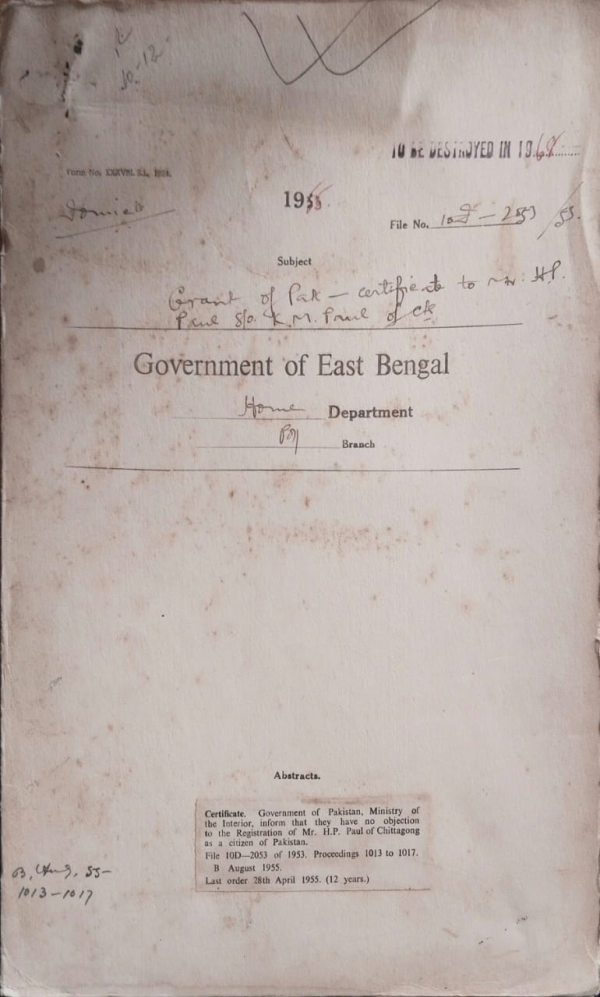 30.12
TO BE DESTROYED IN 1968
Form No. XXXVIII.
1955
File No. 10D – 2053/53.
Subject
Grant of Pak – certificate to Mr. H.P.
Paul S/o. K.M. Paul of Ctg
Government of East Bengal
Home Department
Branch
Abstracts.
Certificate. Government of Pakistan, Ministry of
the Interior, inform that they have no objection
to the Registration of Mr. H.P. Paul of Chittagong
as a citizen of Pakistan.
File 10D—2053 of 1953. Proceedings 1013 to 1017.
B August 1955.
Last order 28th April 1955. (12 years.)
B, Aug, 55–
1013–1017